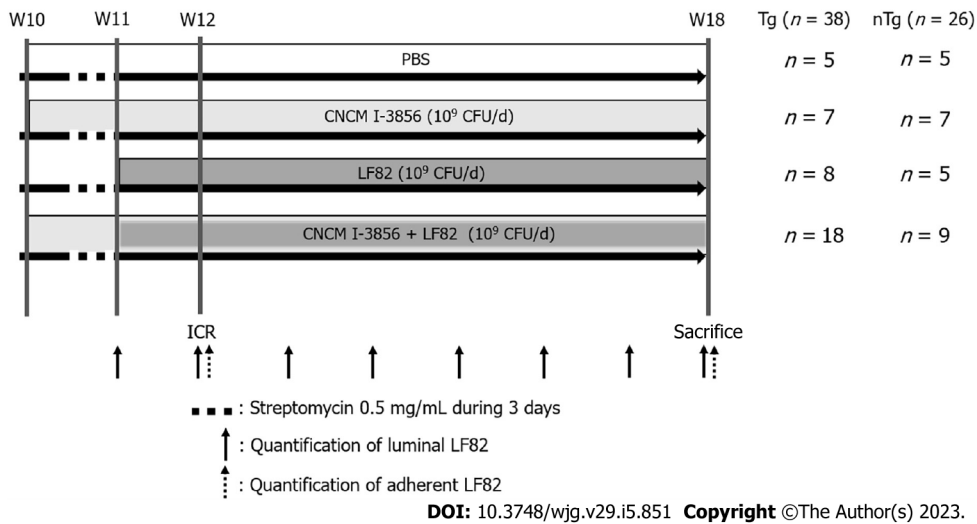 W10 W11 W12 W18 Tg (n = 38) nTg (n = 26)
PBS n = 5 n = 5
CNCM I-3856 (10⁹ CFU/d) n = 7 n = 7
LF82 (10⁹ CFU/d) n = 8 n = 5
CNCM I-3856 + LF82 (10⁹ CFU/d) n = 18 n = 9
ICR Sacrifice
: Streptomycin 0.5 mg/mL during 3 days
: Quantification of luminal LF82
: Quantification of adherent LF82
DOI: 10.3748/wjg.v29.i5.851 Copyright ©The Author(s) 2023.